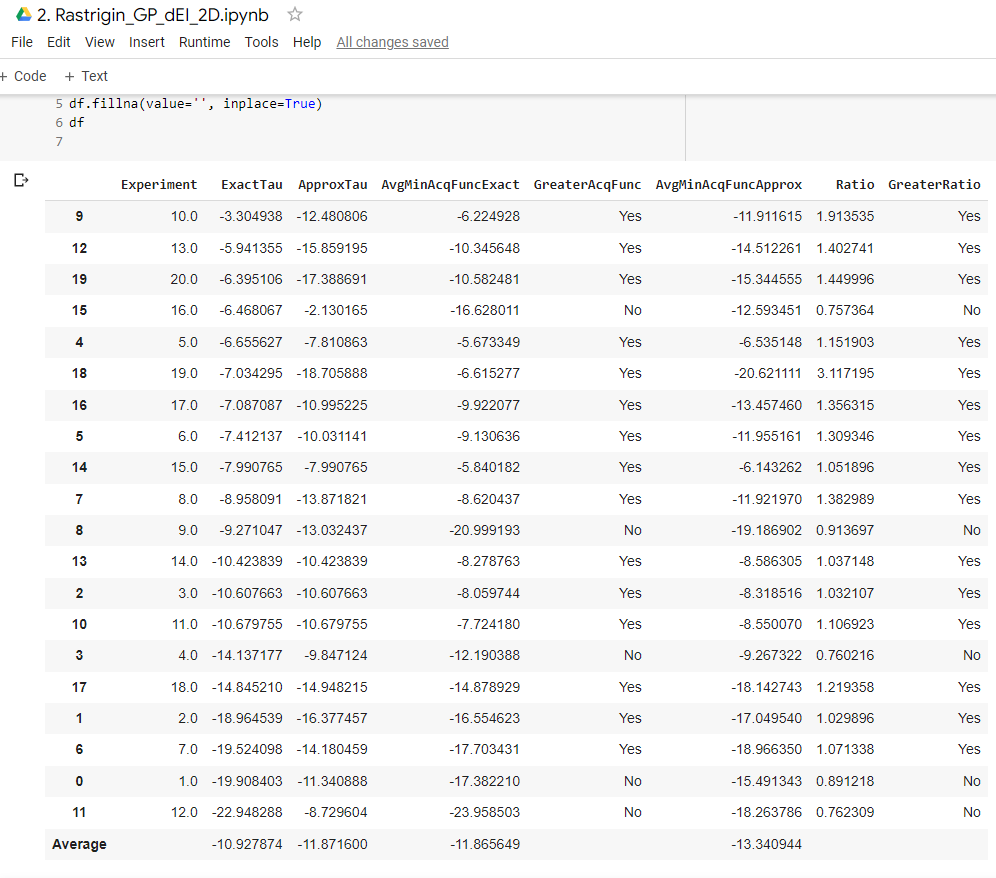 2. Rastrigin_GP_dEI_2D.ipynb
File Edit View Insert Runtime Tools Help All changes saved
+ Code + Text
5 df.fillna(value='', inplace=True)
6 df
7
Experiment ExactTau ApproxTau AvgMinAcqFuncExact GreaterAcqFunc AvgMinAcqFuncApprox Ratio GreaterRatio
9 10.0 -3.304938 -12.480806 -6.224928 Yes -11.911615 1.913535 Yes
12 13.0 -5.941355 -15.859195 -10.345648 Yes -14.512261 1.402741 Yes
19 20.0 -6.395106 -17.388691 -10.582481 Yes -15.344555 1.449996 Yes
15 16.0 -6.468067 -2.130165 -16.628011 No -12.593451 0.757364 No
4 5.0 -6.655627 -7.810863 -5.673349 Yes -6.535148 1.151903 Yes
18 19.0 -7.034295 -18.705888 -6.615277 Yes -20.621111 3.117195 Yes
16 17.0 -7.087087 -10.995225 -9.922077 Yes -13.457460 1.356315 Yes
5 6.0 -7.412137 -10.031141 -9.130636 Yes -11.955161 1.309346 Yes
14 15.0 -7.990765 -7.990765 -5.840182 Yes -6.143262 1.051896 Yes
7 8.0 -8.958091 -13.871821 -8.620437 Yes -11.921970 1.382989 Yes
8 9.0 -9.271047 -13.032437 -20.999193 No -19.186902 0.913697 No
13 14.0 -10.423839 -10.423839 -8.278763 Yes -8.586305 1.037148 Yes
2 3.0 -10.607663 -10.607663 -8.059744 Yes -8.318516 1.032107 Yes
10 11.0 -10.679755 -10.679755 -7.724180 Yes -8.550070 1.106923 Yes
3 4.0 -14.137177 -9.847124 -12.190388 No -9.267322 0.760216 No
17 18.0 -14.845210 -14.948215 -14.878929 Yes -18.142743 1.219358 Yes
1 2.0 -18.964539 -16.377457 -16.554623 Yes -17.049540 1.029896 Yes
6 7.0 -19.524098 -14.180459 -17.703431 Yes -18.966350 1.071338 Yes
0 1.0 -19.908403 -11.340888 -17.382210 No -15.491343 0.891218 No
11 12.0 -22.948288 -8.729604 -23.958503 No -18.263786 0.762309 No
Average -10.927874 -11.871600 -11.865649 -13.340944